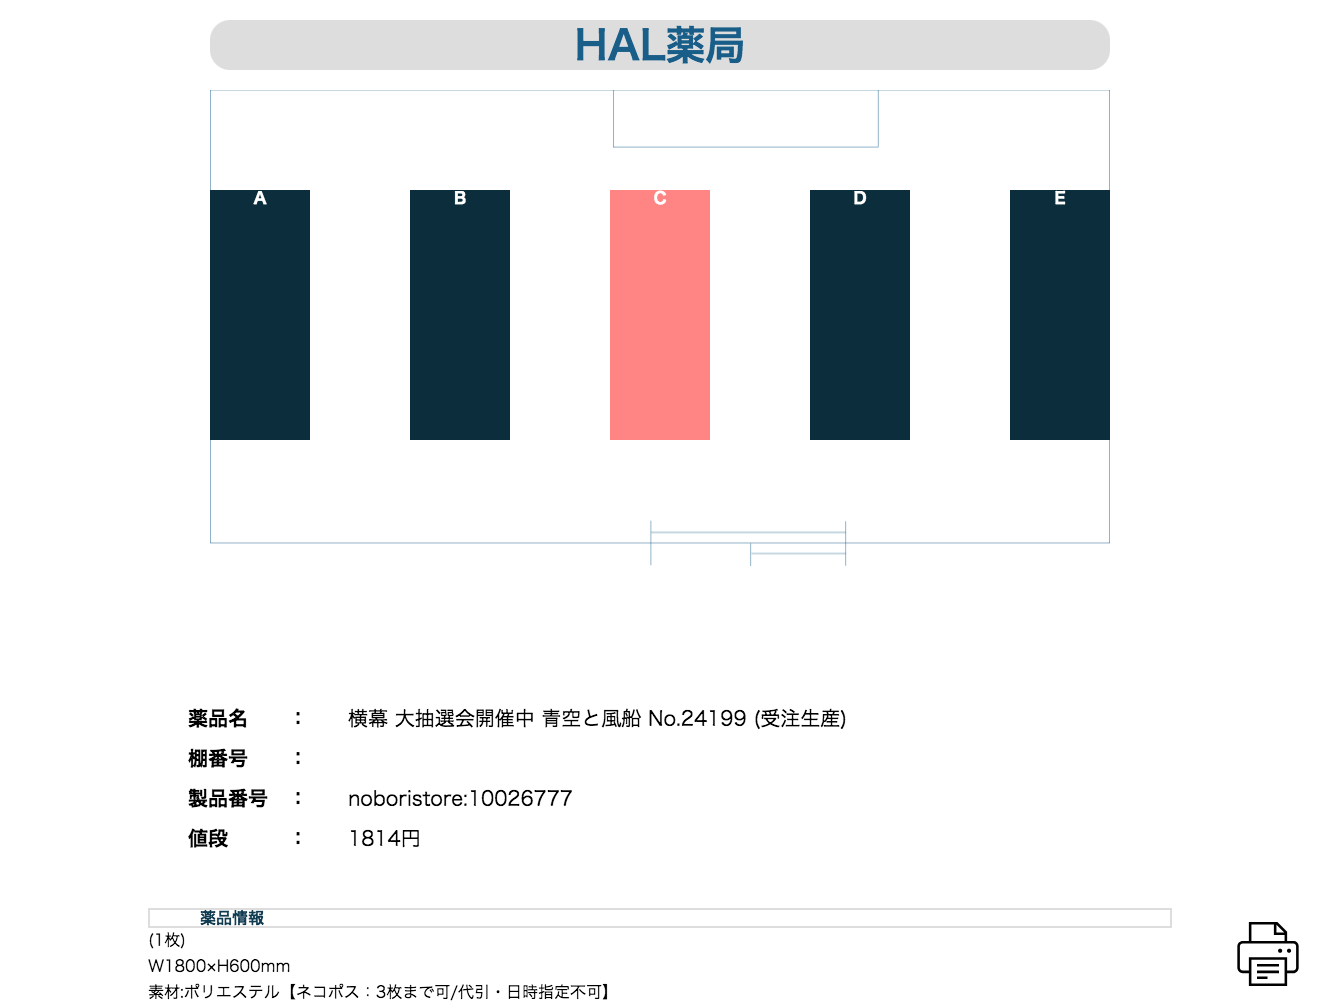 HAL薬局
A
B
C
D
E
薬品名 : 横幕 大抽選会開催中 青空と風船 No.24199 (受注生産)
棚番号 :
製品番号 : noboristore:10026777
値段 : 1814円
薬品情報
(1枚)
W1800×H600mm
素材:ポリエステル【ネコポス：3枚まで可/代引・日時指定不可】